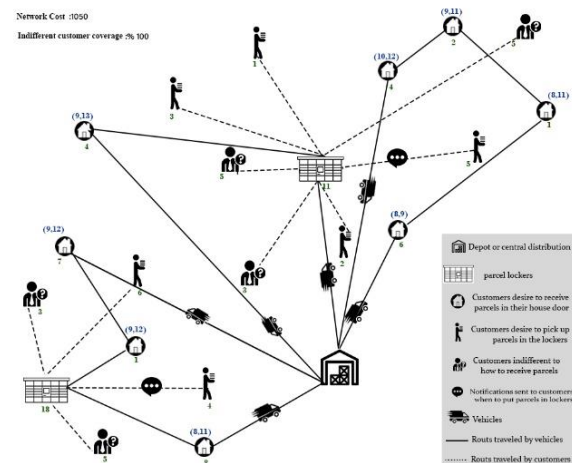 Network Cost :1050
Indifferent customer coverage :% 100
(9,11)
2
5
1
(10,12)
4
3
(8,11)
1
(9,13)
4
5
11
5
(8,9)
6
2
(9,12)
7
3
6
3
(9,12)
1
18
4
(8,11)
5
Depot or central distribution
parcel lockers
Customers desire to receive
parcels in their house door
Customers desire to pick up
parcels in the lockers
Customers indifferent to
how to receive parcels
Notifications sent to customers
when to put parcels in lockers
Vehicles
Routs traveled by vehicles
Routs traveled by customers